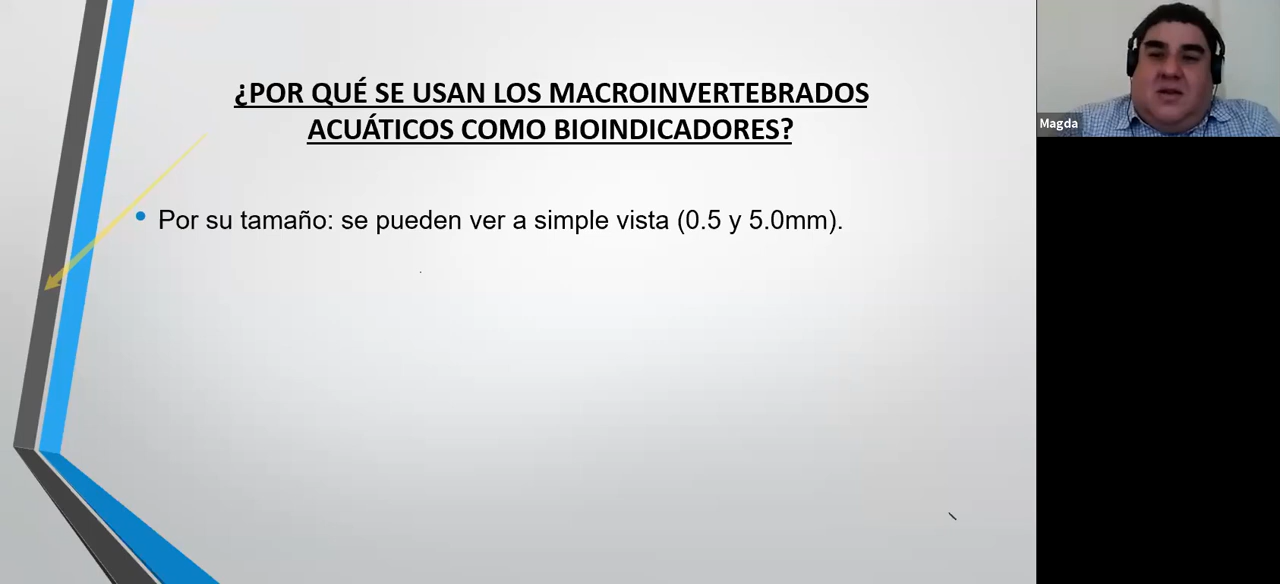 ¿POR QUÉ SE USAN LOS MACROINVERTEBRADOS
ACUÁTICOS COMO BIOINDICADORES?
• Por su tamaño: se pueden ver a simple vista (0.5 y 5.0mm).
Magda